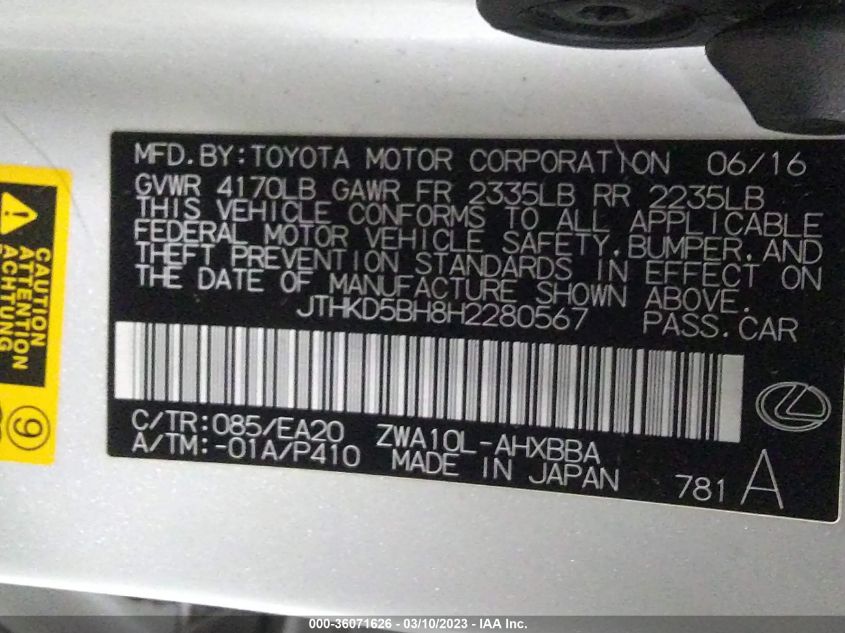 MFD.BY:TOYOTA MOTOR CORPORATION 06/16
GVWR 4170LB GAWR FR 2335LB RR 2235LB
THIS VEHICLE CONFORMS TO ALL APPLICABLE
FEDERAL MOTOR VEHICLE SAFETY,BUMPER,AND
THEFT PREVENTION STANDARDS IN EFFECT ON
THE DATE OF MANUFACTURE SHOWN ABOVE.
JTHKD5BH8H2280567 PASS.CAR
C/TR:085/EA20 ZWA10L-AHXBBA
A/TM:-01A/P410 MADE IN JAPAN
781 A
CAUTION
ATTENTION
ACHTUNG
9
000-36071626 - 03/10/2023 - IAA Inc.